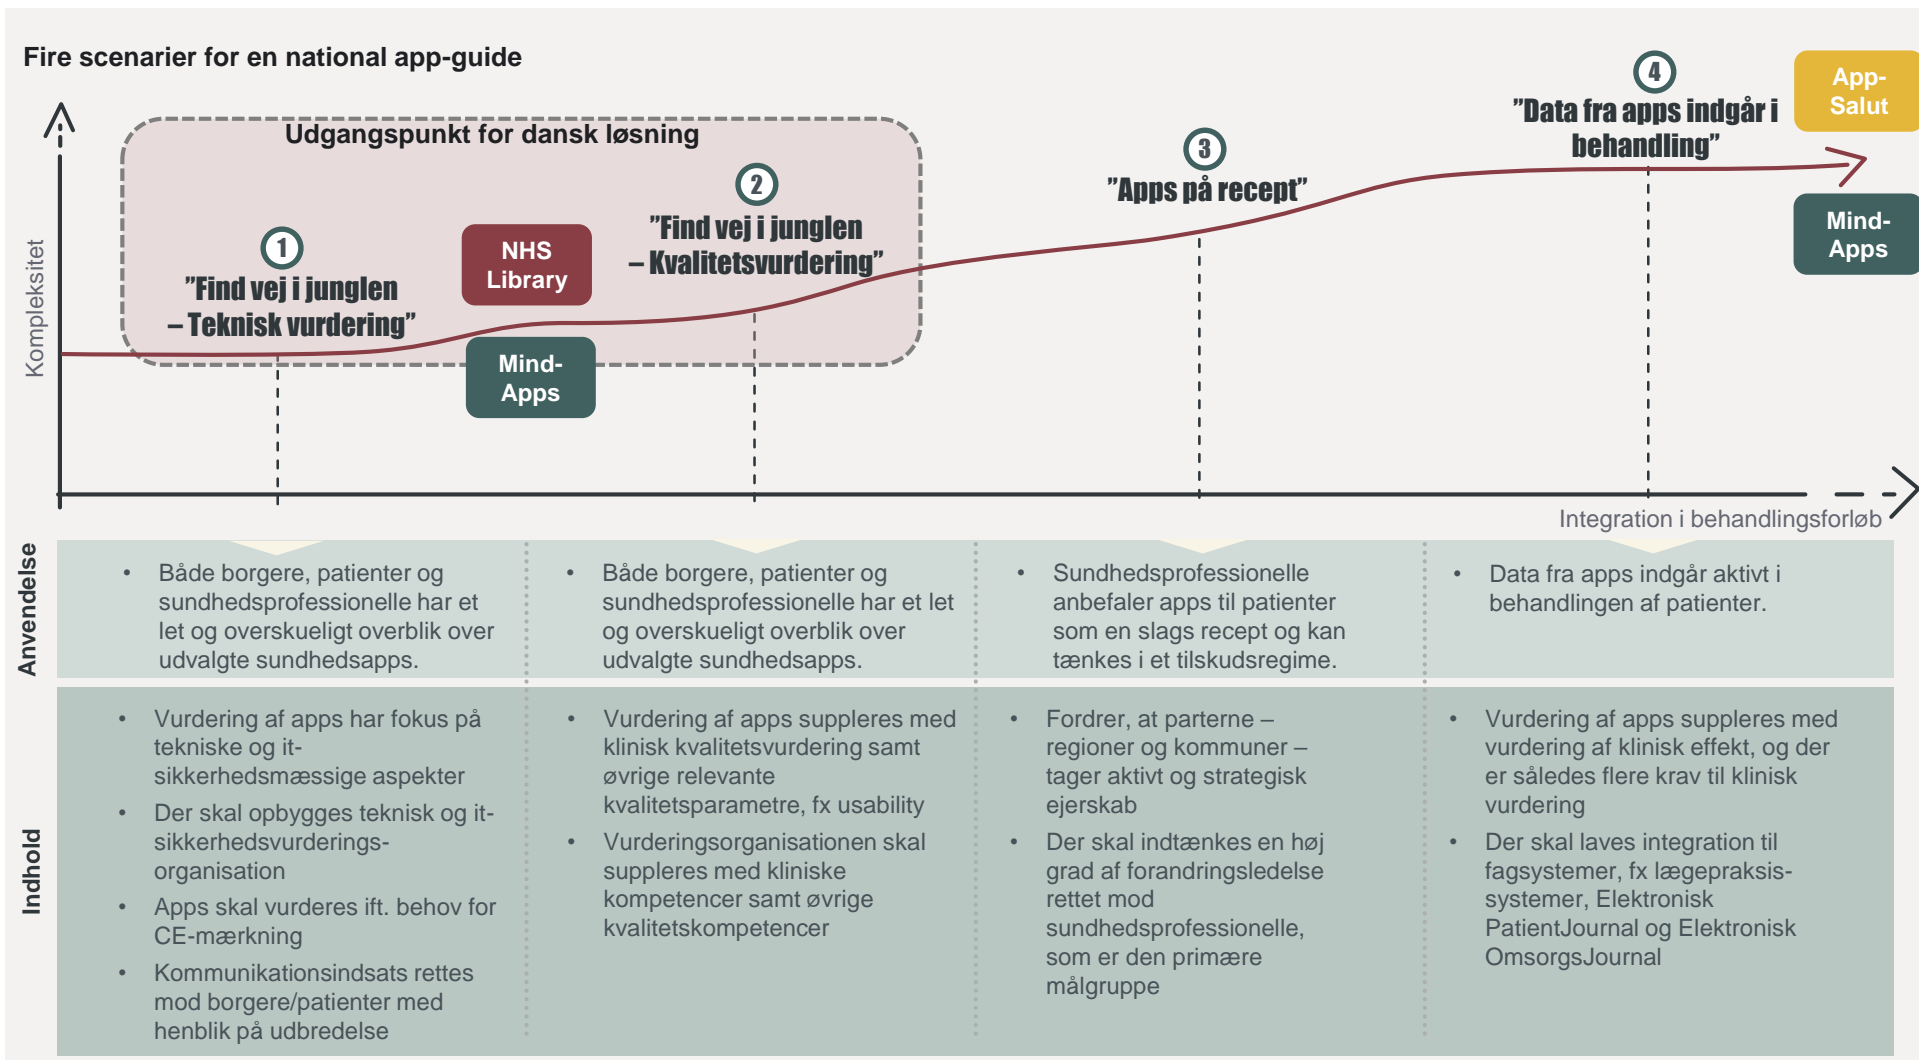 Fire scenarier for en national app-guide
Udgangspunkt for dansk løsning
Kompleksitet
1
”Find vej i junglen
– Teknisk vurdering”
NHS
Library
Mind-
Apps
2
”Find vej i junglen
– Kvalitetsvurdering”
3
”Apps på recept”
4
”Data fra apps indgår i
behandling”
App-
Salut
Mind-
Apps
Integration i behandlingsforløb
Anvendelse
• Både borgere, patienter og
sundhedsprofessionelle har et
let og overskueligt overblik over
udvalgte sundhedsapps.
• Både borgere, patienter og
sundhedsprofessionelle har et let
og overskueligt overblik over
udvalgte sundhedsapps.
• Sundhedsprofessionelle
anbefaler apps til patienter
som en slags recept og kan
tænkes i et tilskudsregime.
• Data fra apps indgår aktivt i
behandlingen af patienter.
Indhold
• Vurdering af apps har fokus på
tekniske og it-
sikkerhedsmæssige aspekter
• Der skal opbygges teknisk og it-
sikkerhedsvurderings-
organisation
• Apps skal vurderes ift. behov for
CE-mærkning
• Kommunikationsindsats rettes
mod borgere/patienter med
henblik på udbredelse
• Vurdering af apps suppleres med
klinisk kvalitetsvurdering samt
øvrige relevante
kvalitetsparametre, fx usability
• Vurderingsorganisationen skal
suppleres med kliniske
kompetencer samt øvrige
kvalitetskompetencer
• Fordrer, at parterne –
regioner og kommuner –
tager aktivt og strategisk
ejerskab
• Der skal indtænkes en høj
grad af forandringsledelse
rettet mod
sundhedsprofessionelle,
som er den primære
målgruppe
• Vurdering af apps suppleres med
vurdering af klinisk effekt, og der
er således flere krav til klinisk
vurdering
• Der skal laves integration til
fagsystemer, fx lægepraksis-
systemer, Elektronisk
PatientJournal og Elektronisk
OmsorgsJournal